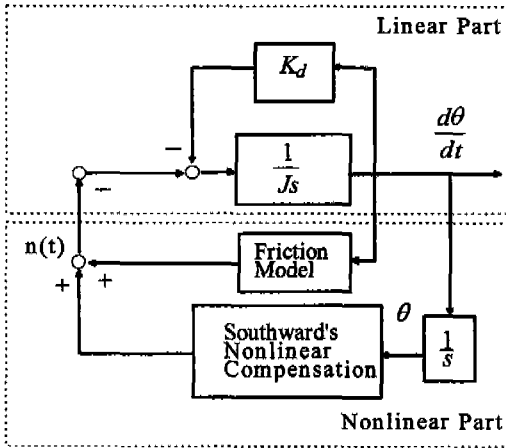 Linear Part
K_d
−
dθ
dt
1
Js
−
n(t)
+
+
Friction
Model
Southward's
Nonlinear
Compensation
θ
1
s
Nonlinear Part